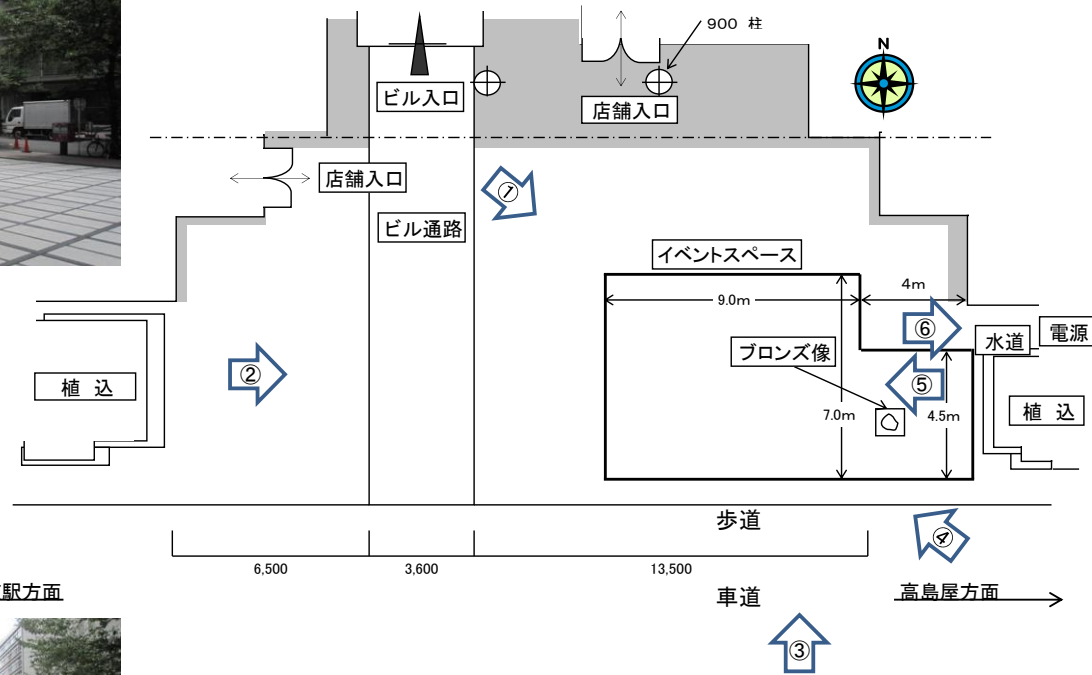 900 柱
N
ビル入口
店舗入口
店舗入口
①
ビル通路
イベントスペース
9.0m
4m
⑥
水道
電源
ブロンズ像
②
⑤
植 込
7.0m
4.5m
植 込
歩道
④
6,500
3,600
13,500
駅方面
車道
高島屋方面
③